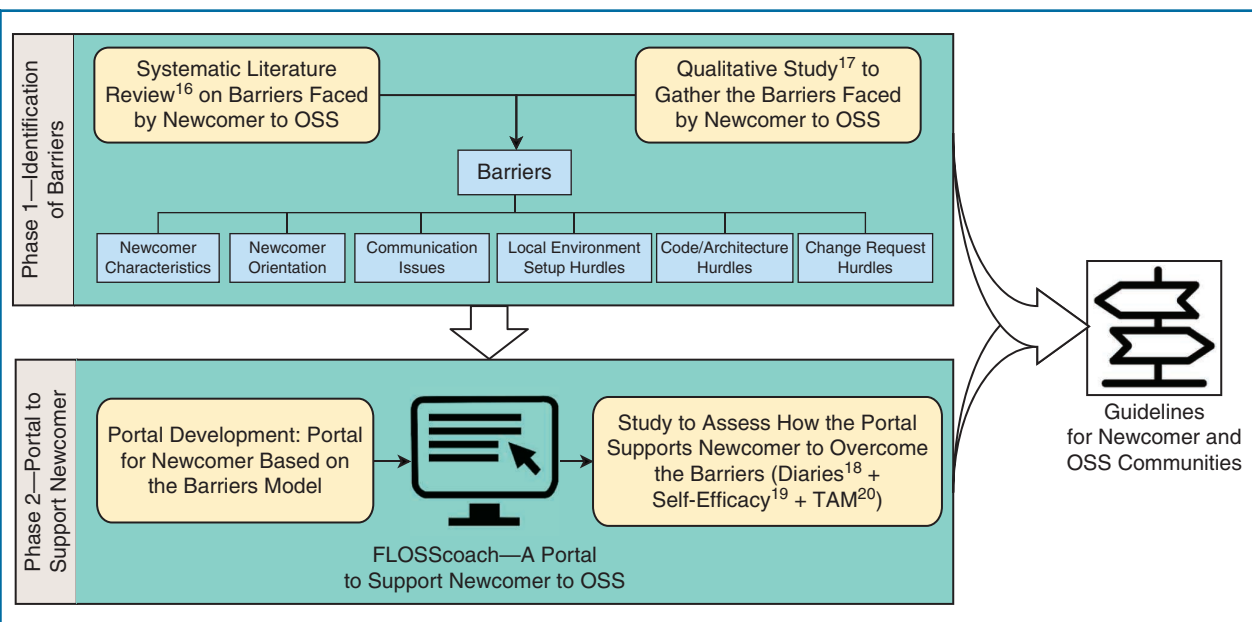 Phase 1—Identification
of Barriers
Systematic Literature
Review16 on Barriers Faced
by Newcomer to OSS
Qualitative Study17 to
Gather the Barriers Faced
by Newcomer to OSS
Barriers
Newcomer
Characteristics
Newcomer
Orientation
Communication
Issues
Local Environment
Setup Hurdles
Code/Architecture
Hurdles
Change Request
Hurdles
Phase 2—Portal to
Support Newcomer
Portal Development: Portal
for Newcomer Based on
the Barriers Model
FLOSScoach—A Portal
to Support Newcomer to OSS
Study to Assess How the Portal
Supports Newcomer to Overcome
the Barriers (Diaries18 +
Self-Efficacy19 + TAM20)
Guidelines
for Newcomer and
OSS Communities